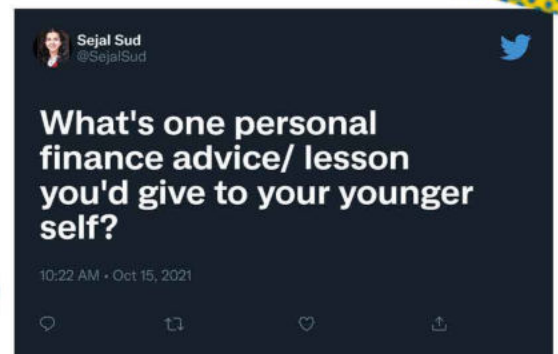 Sejal Sud
@SejalSud
What's one personal
finance advice/ lesson
you'd give to your younger
self?
10:22 AM • Oct 15, 2021